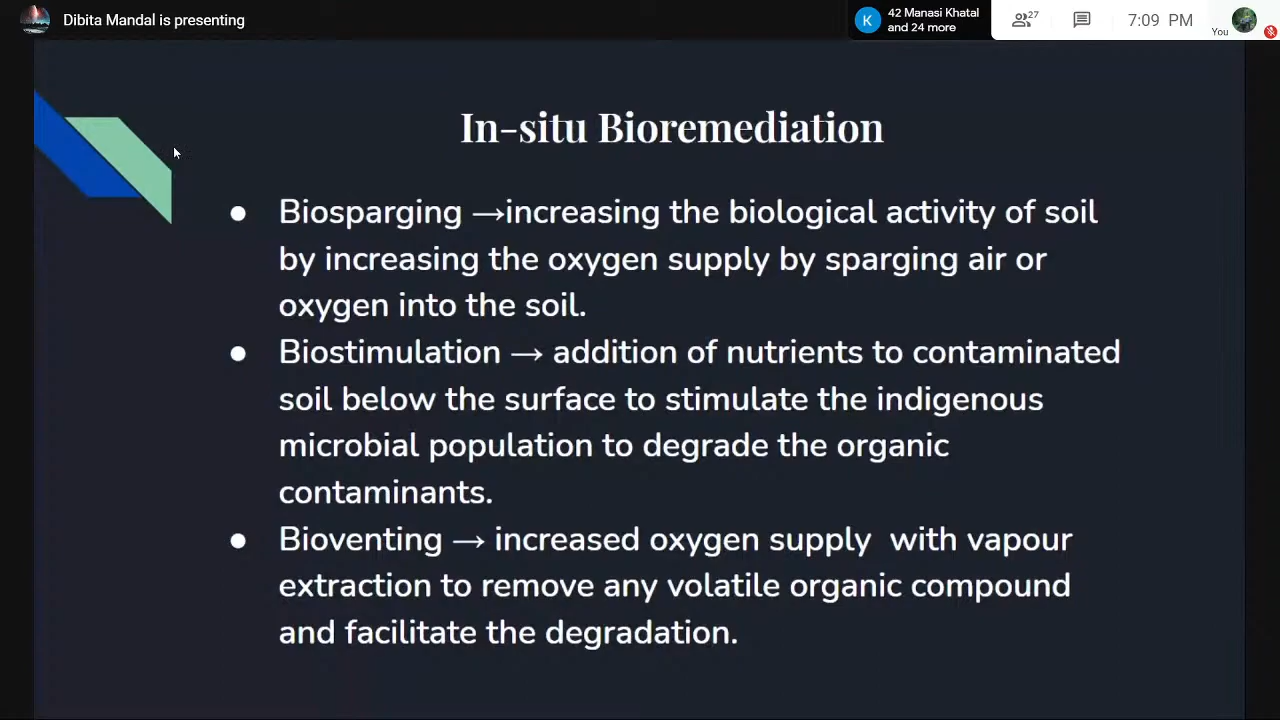 Dibita Mandal is presenting
K
42 Manasi Khatal
and 24 more
27
7:09 PM
You
In-situ Bioremediation
● Biosparging →increasing the biological activity of soil
by increasing the oxygen supply by sparging air or
oxygen into the soil.
● Biostimulation → addition of nutrients to contaminated
soil below the surface to stimulate the indigenous
microbial population to degrade the organic
contaminants.
● Bioventing → increased oxygen supply  with vapour
extraction to remove any volatile organic compound
and facilitate the degradation.